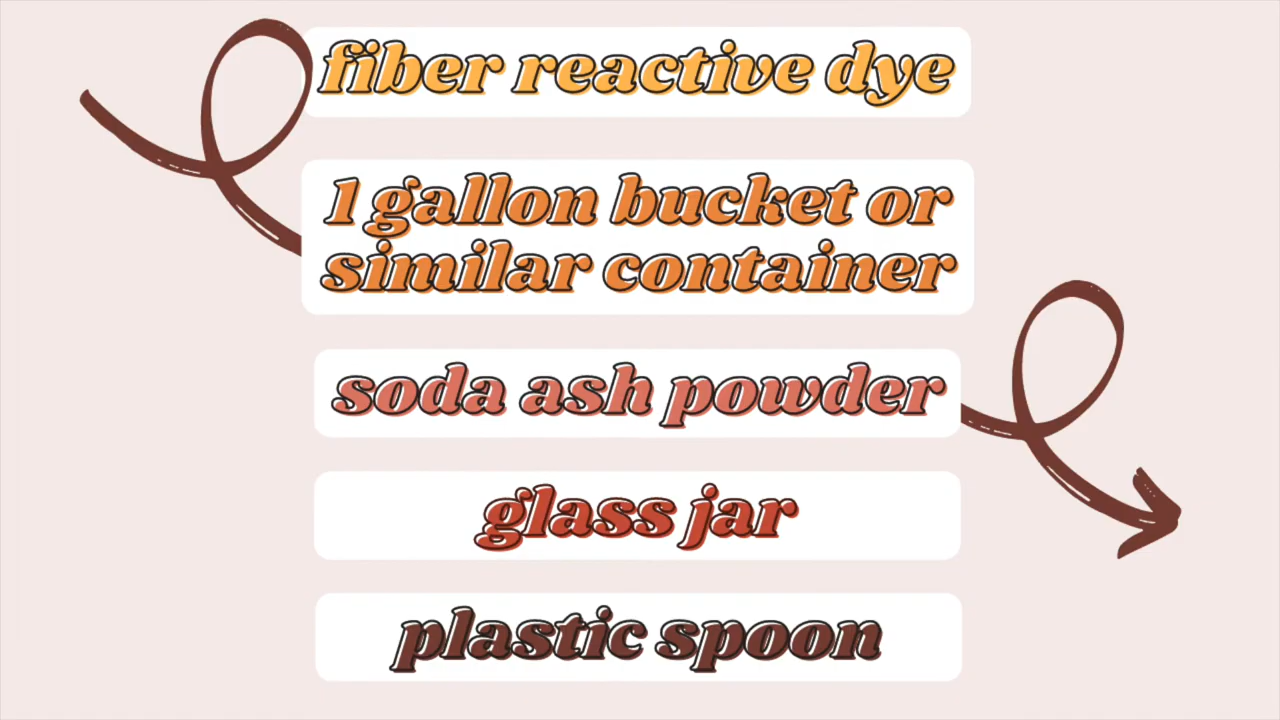 fiber reactive dye
1 gallon bucket or
similar container
soda ash powder
glass jar
plastic spoon